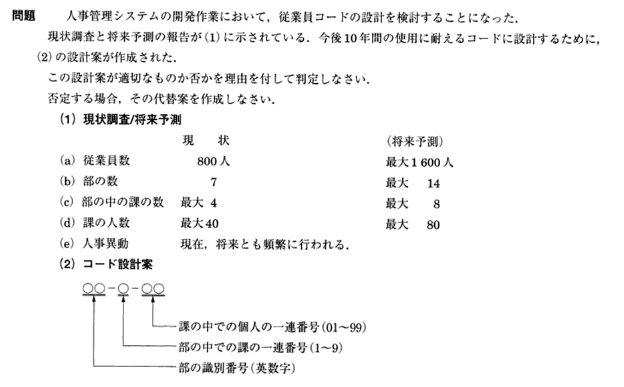 問題　人事管理システムの開発作業において，従業員コードの設計を検討することになった．
現状調査と将来予測の報告が(1)に示されている．今後10年間の使用に耐えるコードに設計するために，
(2)の設計案が作成された．
この設計案が適切なものか否かを理由を付して判定しなさい．
否定する場合，その代替案を作成しなさい．
(1) 現状調査/将来予測
現　状　(将来予測)
(a) 従業員数　800人　最大1 600人
(b) 部の数　7　最大　14
(c) 部の中の課の数　最大 4　最大　8
(d) 課の人数　最大40　最大　80
(e) 人事異動　現在，将来とも頻繁に行われる．
(2) コード設計案
○○-○-○○
課の中での個人の一連番号(01～99)
部の中での課の一連番号(1～9)
部の識別番号(英数字)